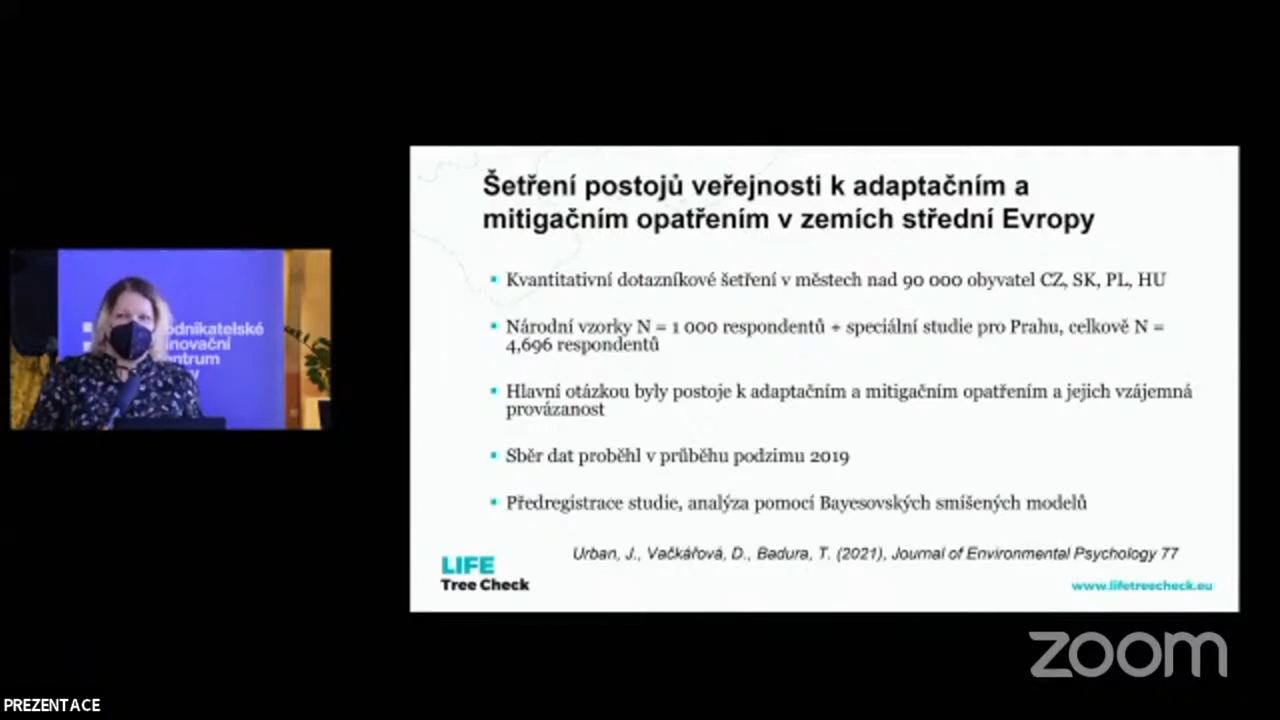 Šetření postojů veřejnosti k adaptačním a
mitigačním opatřením v zemích střední Evropy
Kvantitativní dotazníkové šetření v městech nad 90 000 obyvatel CZ, SK, PL, HU
Národní vzorky N = 1 000 respondentů + speciální studie pro Prahu, celkově N =
4,696 respondentů
Hlavní otázkou byly postoje k adaptačním a mitigačním opatřením a jejich vzájemná
provázanost
Sběr dat proběhl v průběhu podzimu 2019
Předregistrace studie, analýza pomocí Bayesovských smíšených modelů
Urban, J., Vačkářová, D., Badura, T. (2021), Journal of Environmental Psychology 77
LIFE
Tree Check
www.lifetreecheck.eu
odnikatelské
inovační
entrum
zoom
PREZENTACE